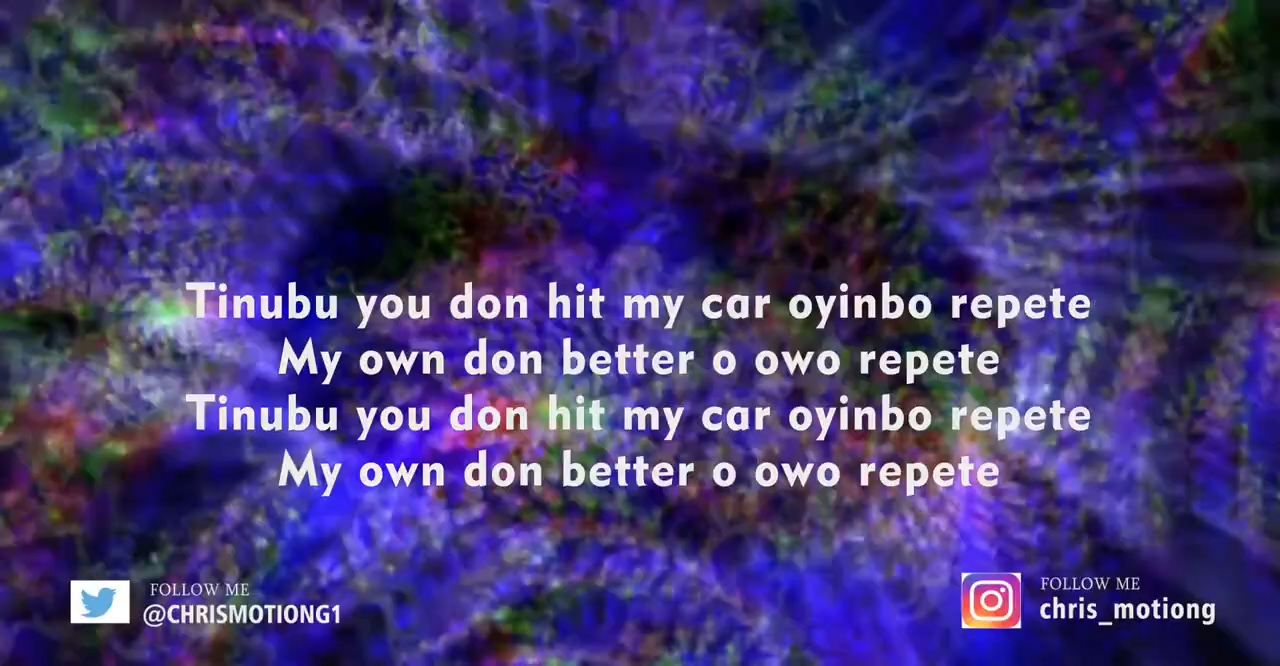 Tinubu you don hit my car oyinbo repete
My own don better o owo repete
Tinubu you don hit my car oyinbo repete
My own don better o owo repete
FOLLOW ME
@CHRISMOTIONG1
FOLLOW ME
chris_motiong